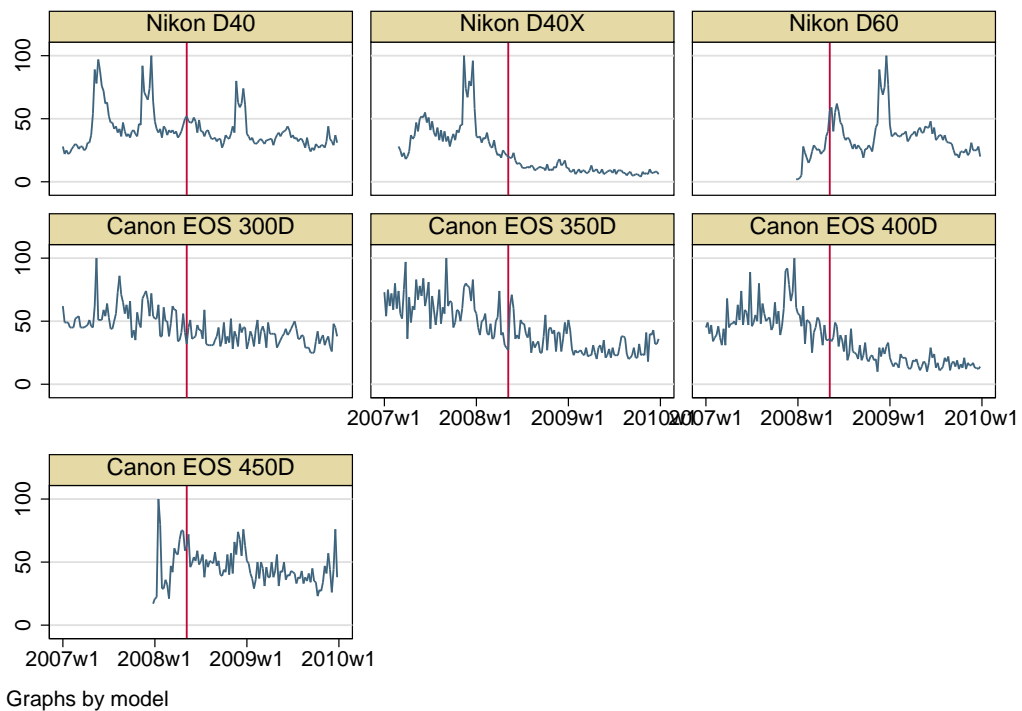 Nikon D40 Nikon D40X Nikon D60
100
50
0
Canon EOS 300D Canon EOS 350D Canon EOS 400D
100
50
0
2007w1 2008w1 2009w1 2010w1 2007w1 2008w1 2009w1 2010w1
Canon EOS 450D
100
50
0
2007w1 2008w1 2009w1 2010w1
Graphs by model